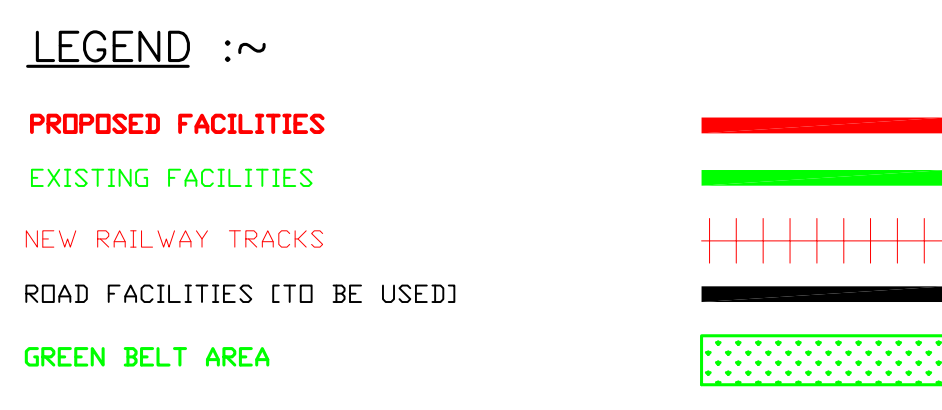 LEGEND :~
PROPOSED FACILITIES
EXISTING FACILITIES
NEW RAILWAY TRACKS
ROAD FACILITIES [TO BE USED]
GREEN BELT AREA